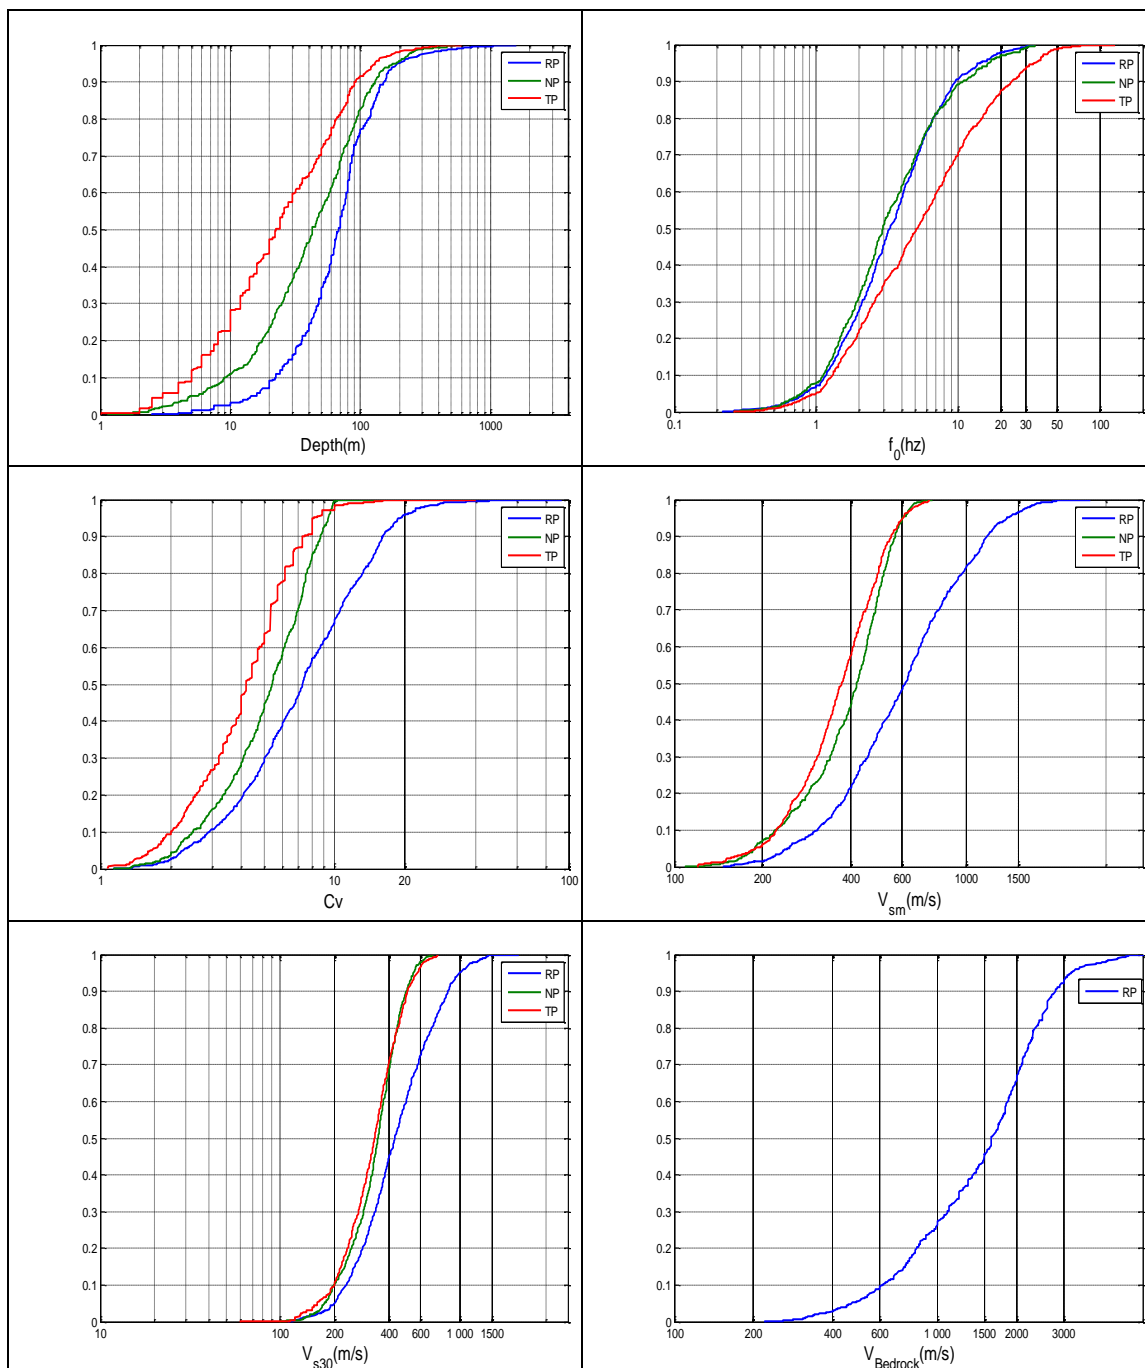 1
0.9
0.8
0.7
0.6
0.5
0.4
0.3
0.2
0.1
0
1 10 100 1000
Depth(m)
RP
NP
TP
1
0.9
0.8
0.7
0.6
0.5
0.4
0.3
0.2
0.1
0
0.1 1 10 20 30 50 100
f0(hz)
RP
NP
TP
1
0.9
0.8
0.7
0.6
0.5
0.4
0.3
0.2
0.1
0
1 10 20 100
Cv
RP
NP
TP
1
0.9
0.8
0.7
0.6
0.5
0.4
0.3
0.2
0.1
0
100 200 400 600 1000 1500
Vsm(m/s)
RP
NP
TP
1
0.9
0.8
0.7
0.6
0.5
0.4
0.3
0.2
0.1
0
10 100 200 400 600 1 000 1500
Vs30(m/s)
RP
NP
TP
1
0.9
0.8
0.7
0.6
0.5
0.4
0.3
0.2
0.1
0
100 200 400 600 1 000 1500 2000 3000
VBedrock(m/s)
RP